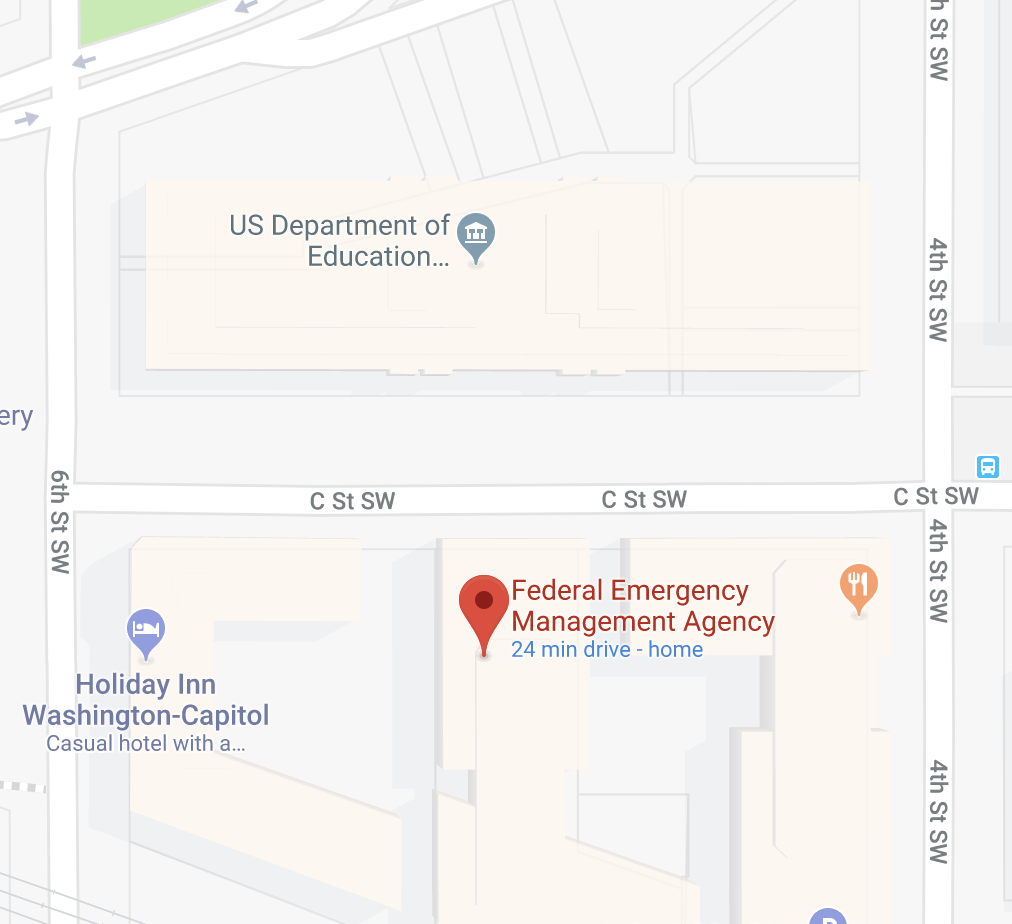 h St SW
US Department of
Education...
4th St SW
ery
6th St SW
C St SW
C St SW
C St SW
4th St SW
Federal Emergency
Management Agency
24 min drive - home
Holiday Inn
Washington-Capitol
Casual hotel with a...
4th St SW